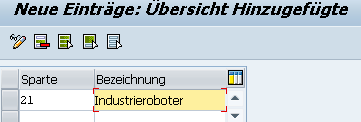 Neue Einträge: Übersicht Hinzugefügte
Sparte Bezeichnung
21 Industrieroboter